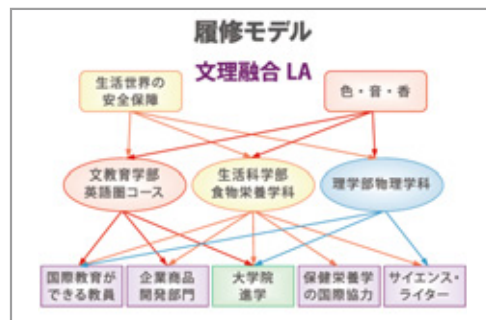 履修モデル
文理融合 LA
生活世界の
安全保障
色・音・香
文教育学部
英語圏コース
生活科学部
食物栄養学科
理学部物理学科
国際教育が
できる教員
企業商品
開発部門
大学院
進学
保健栄養学
の国際協力
サイエンス・
ライター